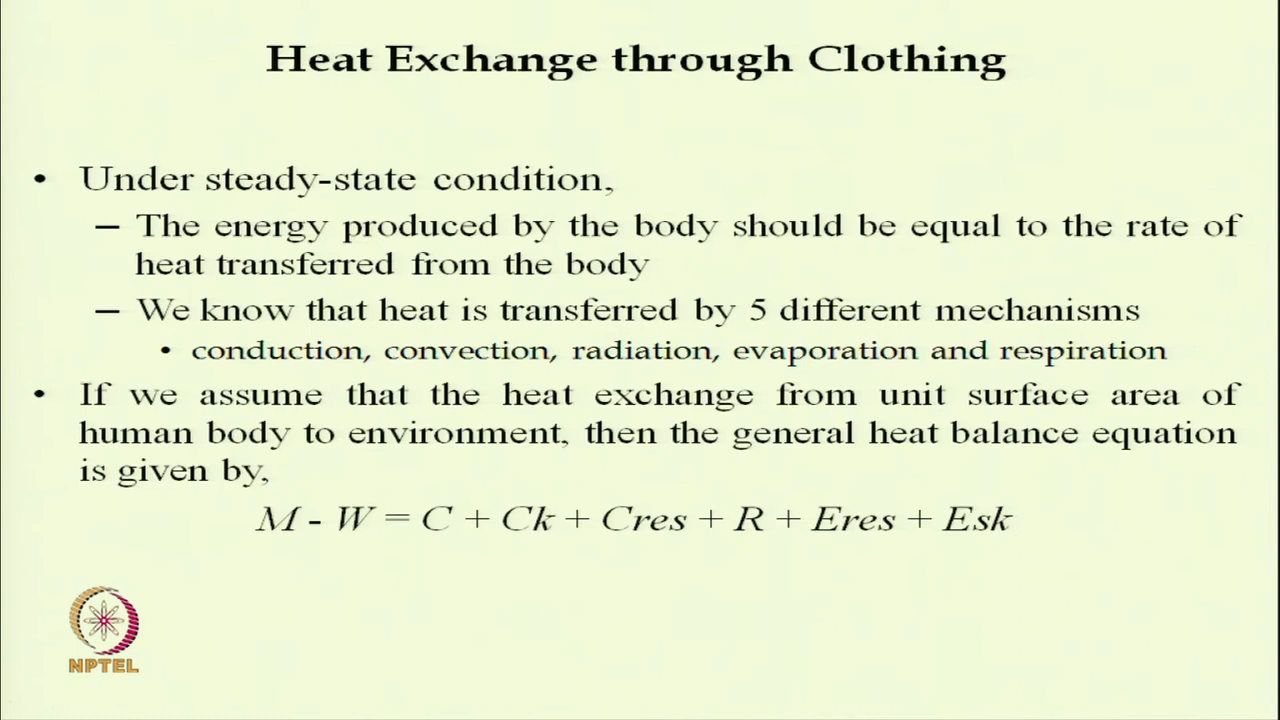 Heat Exchange through Clothing
• Under steady-state condition,
– The energy produced by the body should be equal to the rate of
heat transferred from the body
– We know that heat is transferred by 5 different mechanisms
• conduction, convection, radiation, evaporation and respiration
• If we assume that the heat exchange from unit surface area of
human body to environment, then the general heat balance equation
is given by,
M - W = C + Ck + Cres + R + Eres + Esk
NPTEL